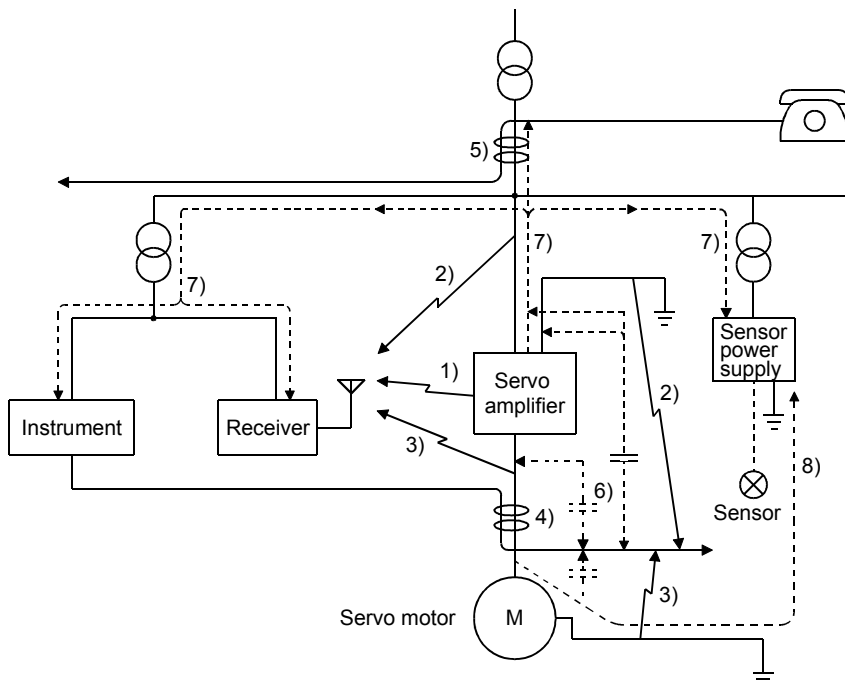 5)
7)
7)
2)
7)
Sensor
power
supply
1)
Servo
amplifier
2)
Instrument
Receiver
3)
8)
6)
4)
Sensor
3)
Servo motor
M